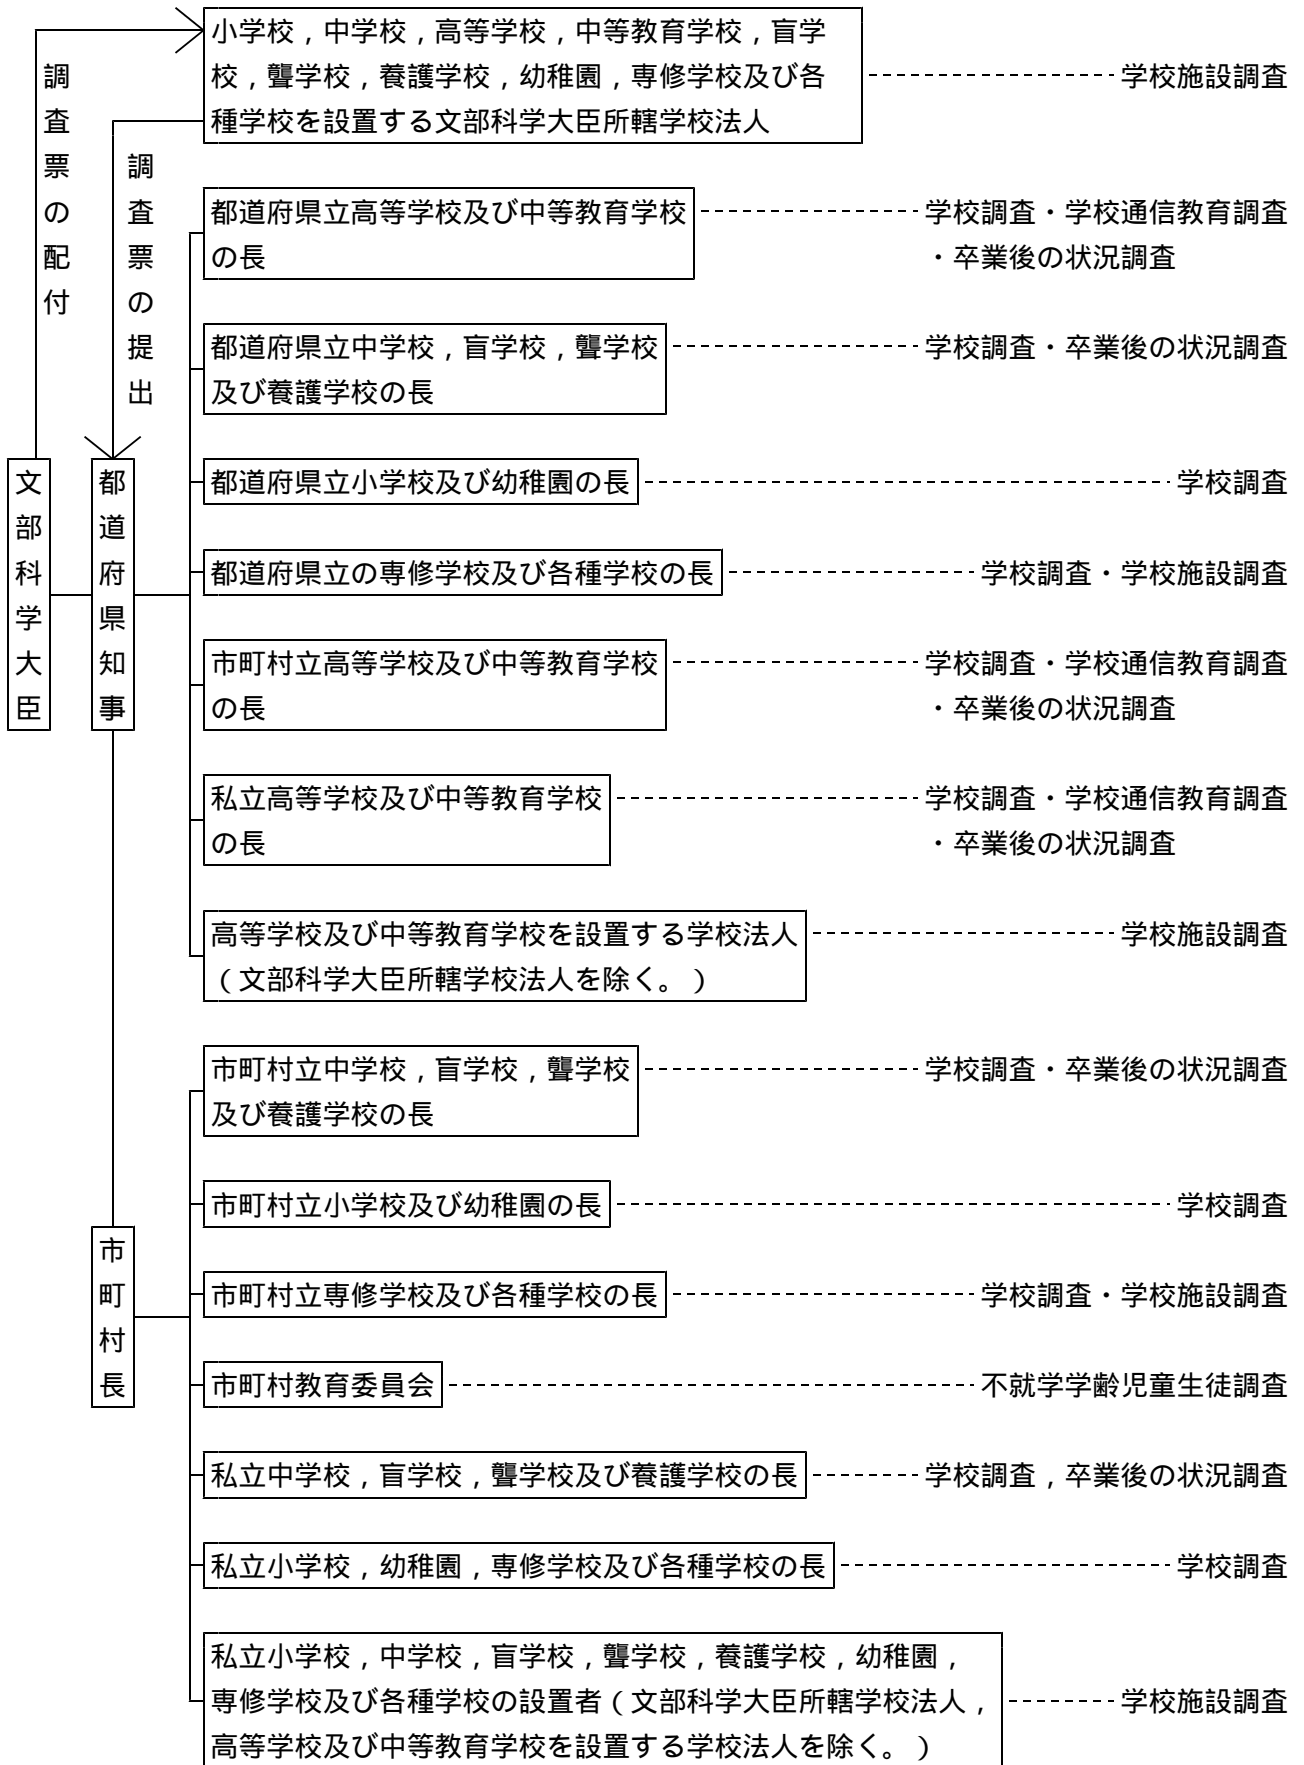 小学校，中学校，高等学校，中等教育学校，盲学
校，聾学校，養護学校，幼稚園，専修学校及び各
種学校を設置する文部科学大臣所轄学校法人
学校施設調査
調査票の配付
調査票の提出
都道府県立高等学校及び中等教育学校
の長
学校調査・学校通信教育調査
・卒業後の状況調査
都道府県立中学校，盲学校，聾学校
及び養護学校の長
学校調査・卒業後の状況調査
文部科学大臣
都道府県知事
都道府県立小学校及び幼稚園の長
学校調査
都道府県立の専修学校及び各種学校の長
学校調査・学校施設調査
市町村立高等学校及び中等教育学校
の長
学校調査・学校通信教育調査
・卒業後の状況調査
私立高等学校及び中等教育学校
の長
学校調査・学校通信教育調査
・卒業後の状況調査
高等学校及び中等教育学校を設置する学校法人
（文部科学大臣所轄学校法人を除く。）
学校施設調査
市町村立中学校，盲学校，聾学校
及び養護学校の長
学校調査・卒業後の状況調査
市町村立小学校及び幼稚園の長
学校調査
市町村長
市町村立専修学校及び各種学校の長
学校調査・学校施設調査
市町村教育委員会
不就学学齢児童生徒調査
私立中学校，盲学校，聾学校及び養護学校の長
学校調査，卒業後の状況調査
私立小学校，幼稚園，専修学校及び各種学校の長
学校調査
私立小学校，中学校，盲学校，聾学校，養護学校，幼稚園，
専修学校及び各種学校の設置者（文部科学大臣所轄学校法人，
高等学校及び中等教育学校を設置する学校法人を除く。）
学校施設調査